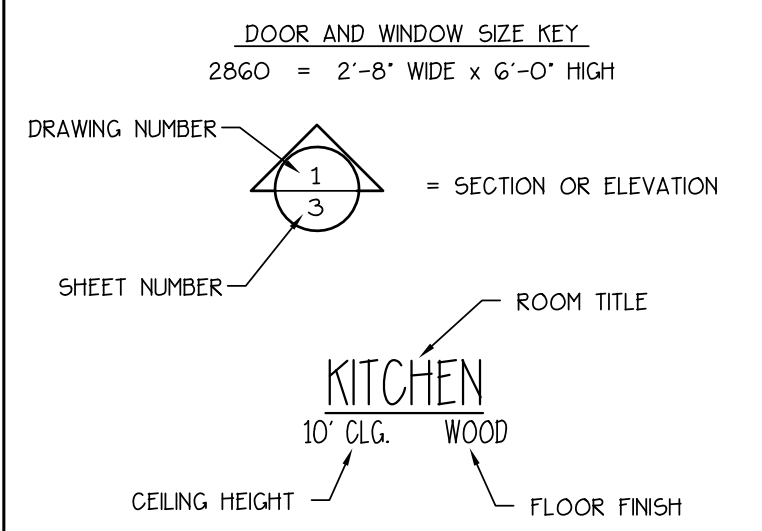 DOOR AND WINDOW SIZE KEY
2860 = 2'-8" WIDE x 6'-0" HIGH
DRAWING NUMBER
1
3
= SECTION OR ELEVATION
SHEET NUMBER
ROOM TITLE
KITCHEN
10' CLG. WOOD
CEILING HEIGHT
FLOOR FINISH